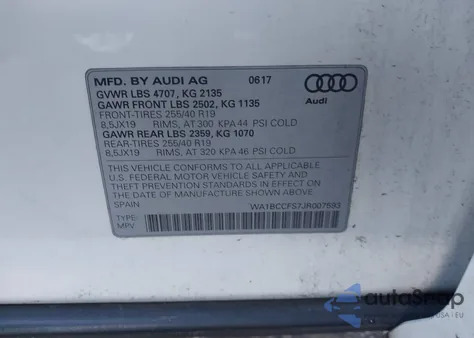 MFD. BY AUDI AG 0617
GVWR LBS 4707, KG 2135
GAWR FRONT LBS 2502, KG 1135
FRONT-TIRES 255/40 R19
8,5JX19 RIMS, AT 300 KPA 44 PSI COLD
GAWR REAR LBS 2359, KG 1070
REAR-TIRES 255/40 R19
8,5JX19 RIMS, AT 320 KPA 46 PSI COLD
Audi
THIS VEHICLE CONFORMS TO ALL APPLICABLE
U.S. FEDERAL MOTOR VEHICLE SAFETY AND
THEFT PREVENTION STANDARDS IN EFFECT ON
THE DATE OF MANUFACTURE SHOWN ABOVE.
SPAIN WA1BCCFS7JR007593
TYPE:
MPV
autoSnap
USA | EU